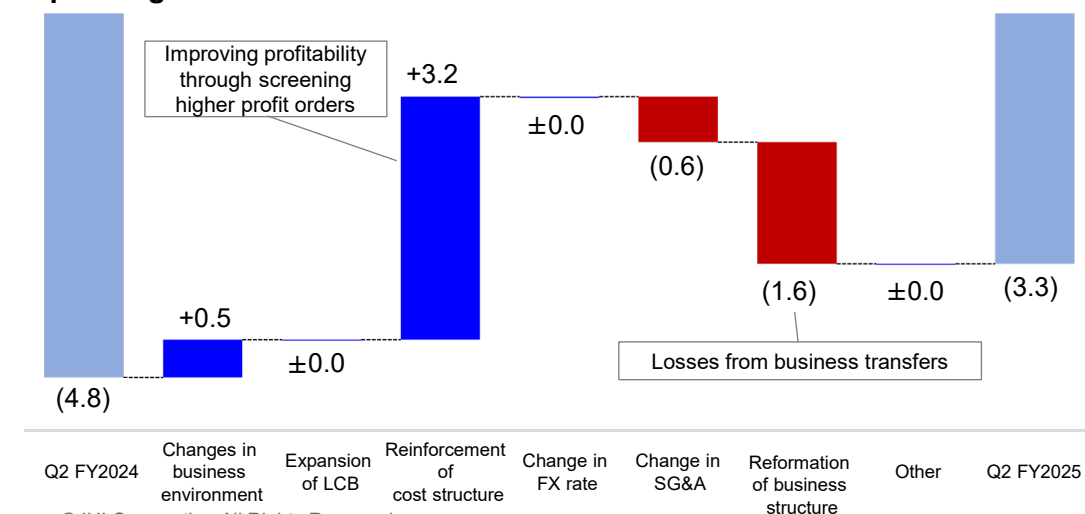 Improving profitability
through screening
higher profit orders
+3.2
±0.0
(0.6)
+0.5
±0.0
(1.6)
±0.0
(3.3)
Losses from business transfers
(4.8)
Q2 FY2024
Changes in
business
environment
Expansion
of LCB
Reinforcement
of
cost structure
Change in
FX rate
Change in
SG&A
Reformation
of business
structure
Other
Q2 FY2025